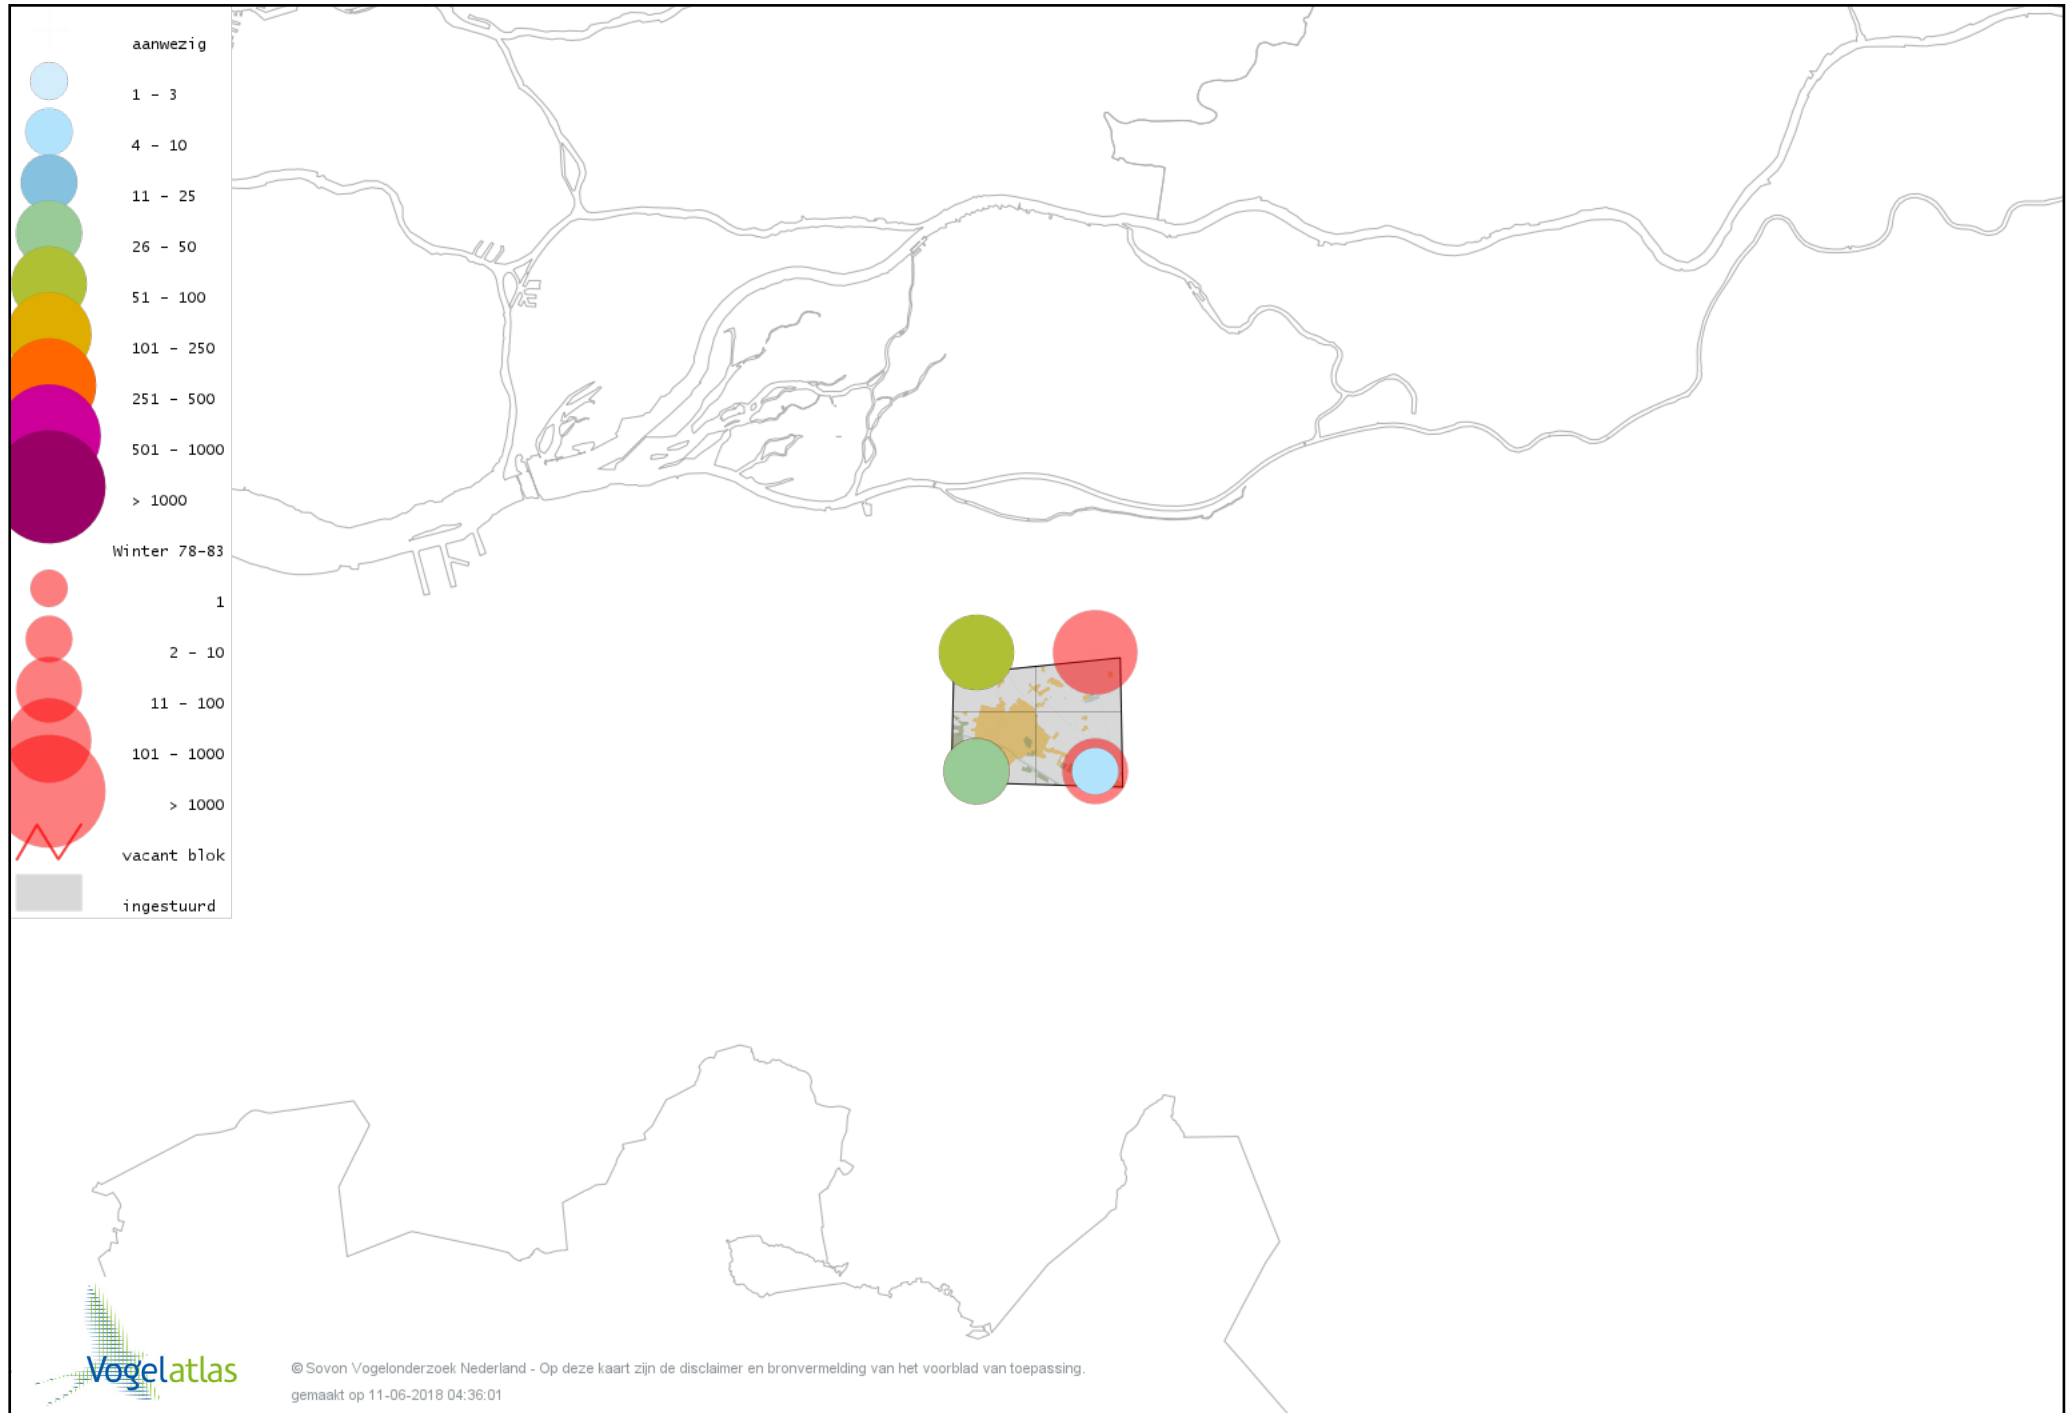 aanwezig
1 - 3
4 - 10
11 - 25
26 - 50
51 - 100
101 - 250
251 - 500
501 - 1000
> 1000
Winter 78-83
1
2 - 10
11 - 100
101 - 1000
> 1000
vacant blok
ingestuurd
Vogelatlas
© Sovon Vogelonderzoek Nederland - Op deze kaart zijn de disclaimer en bronvermelding van het voorblad van toepassing.
gemaakt op 11-06-2018 04:36:01